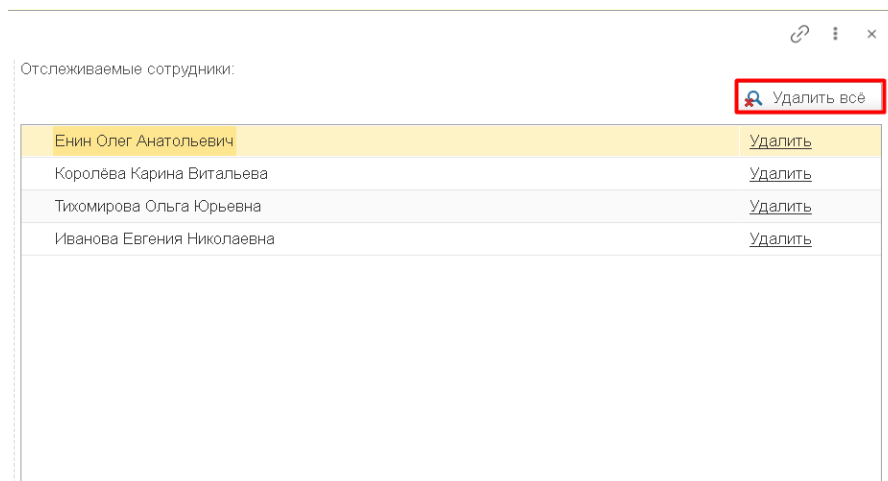 Отслеживаемые сотрудники:
Удалить всё
Енин Олег Анатольевич Удалить
Королёва Карина Витальева Удалить
Тихомирова Ольга Юрьевна Удалить
Иванова Евгения Николаевна Удалить